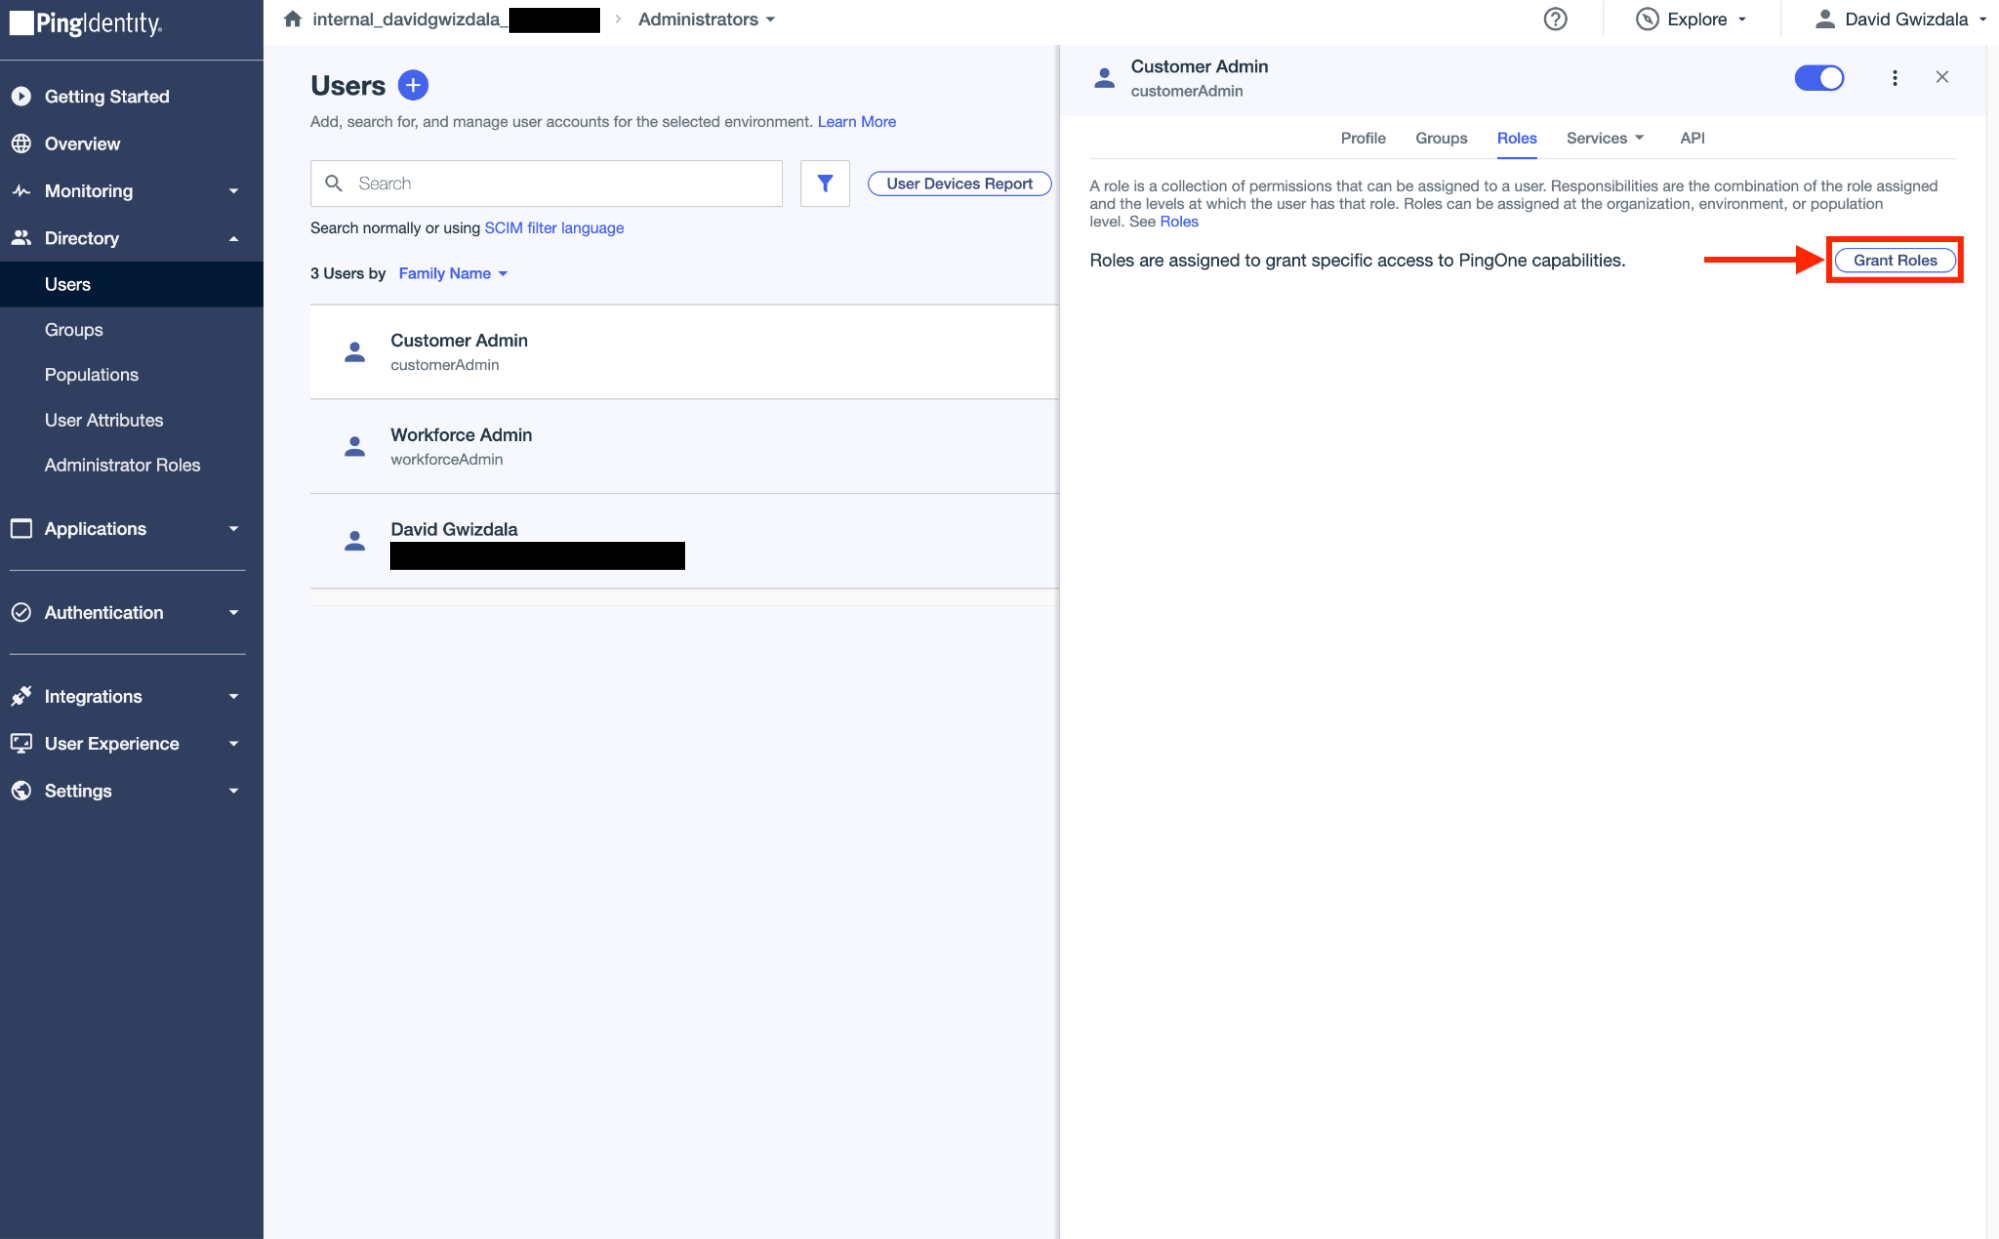 PingIdentity.
Getting Started
Overview
Monitoring
Directory
Users
Groups
Populations
User Attributes
Administrator Roles
Applications
Authentication
Integrations
User Experience
Settings
internal_davidgwizdala_ › Administrators
Explore
David Gwizdala
Users
Add, search for, and manage user accounts for the selected environment. Learn More
Search
User Devices Report
Search normally or using SCIM filter language
3 Users by Family Name
Customer Admin
customerAdmin
Workforce Admin
workforceAdmin
David Gwizdala
Customer Admin
customerAdmin
Profile Groups Roles Services API
A role is a collection of permissions that can be assigned to a user. Responsibilities are the combination of the role assigned
and the levels at which the user has that role. Roles can be assigned at the organization, environment, or population
level. See Roles
Roles are assigned to grant specific access to PingOne capabilities.
Grant Roles